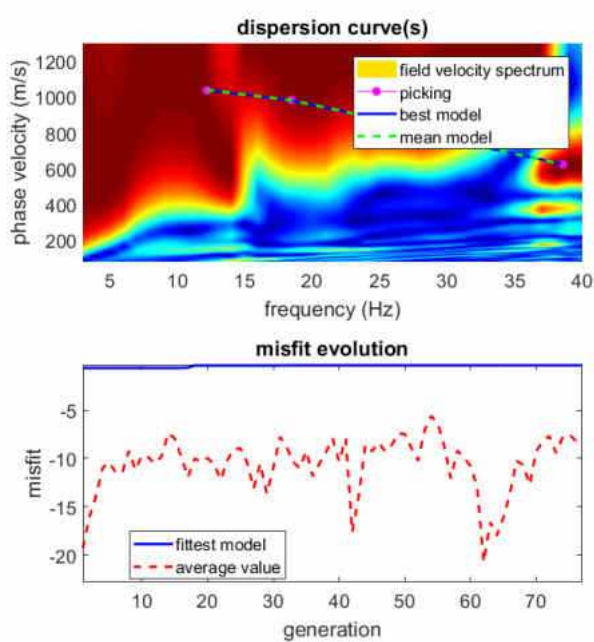 dispersion curve(s)
phase velocity (m/s)
1200
1000
800
600
400
200
field velocity spectrum
picking
best model
mean model
5 10 15 20 25 30 35 40
frequency (Hz)
misfit evolution
misfit
-5
-10
-15
-20
fittest model
average value
10 20 30 40 50 60 70
generation